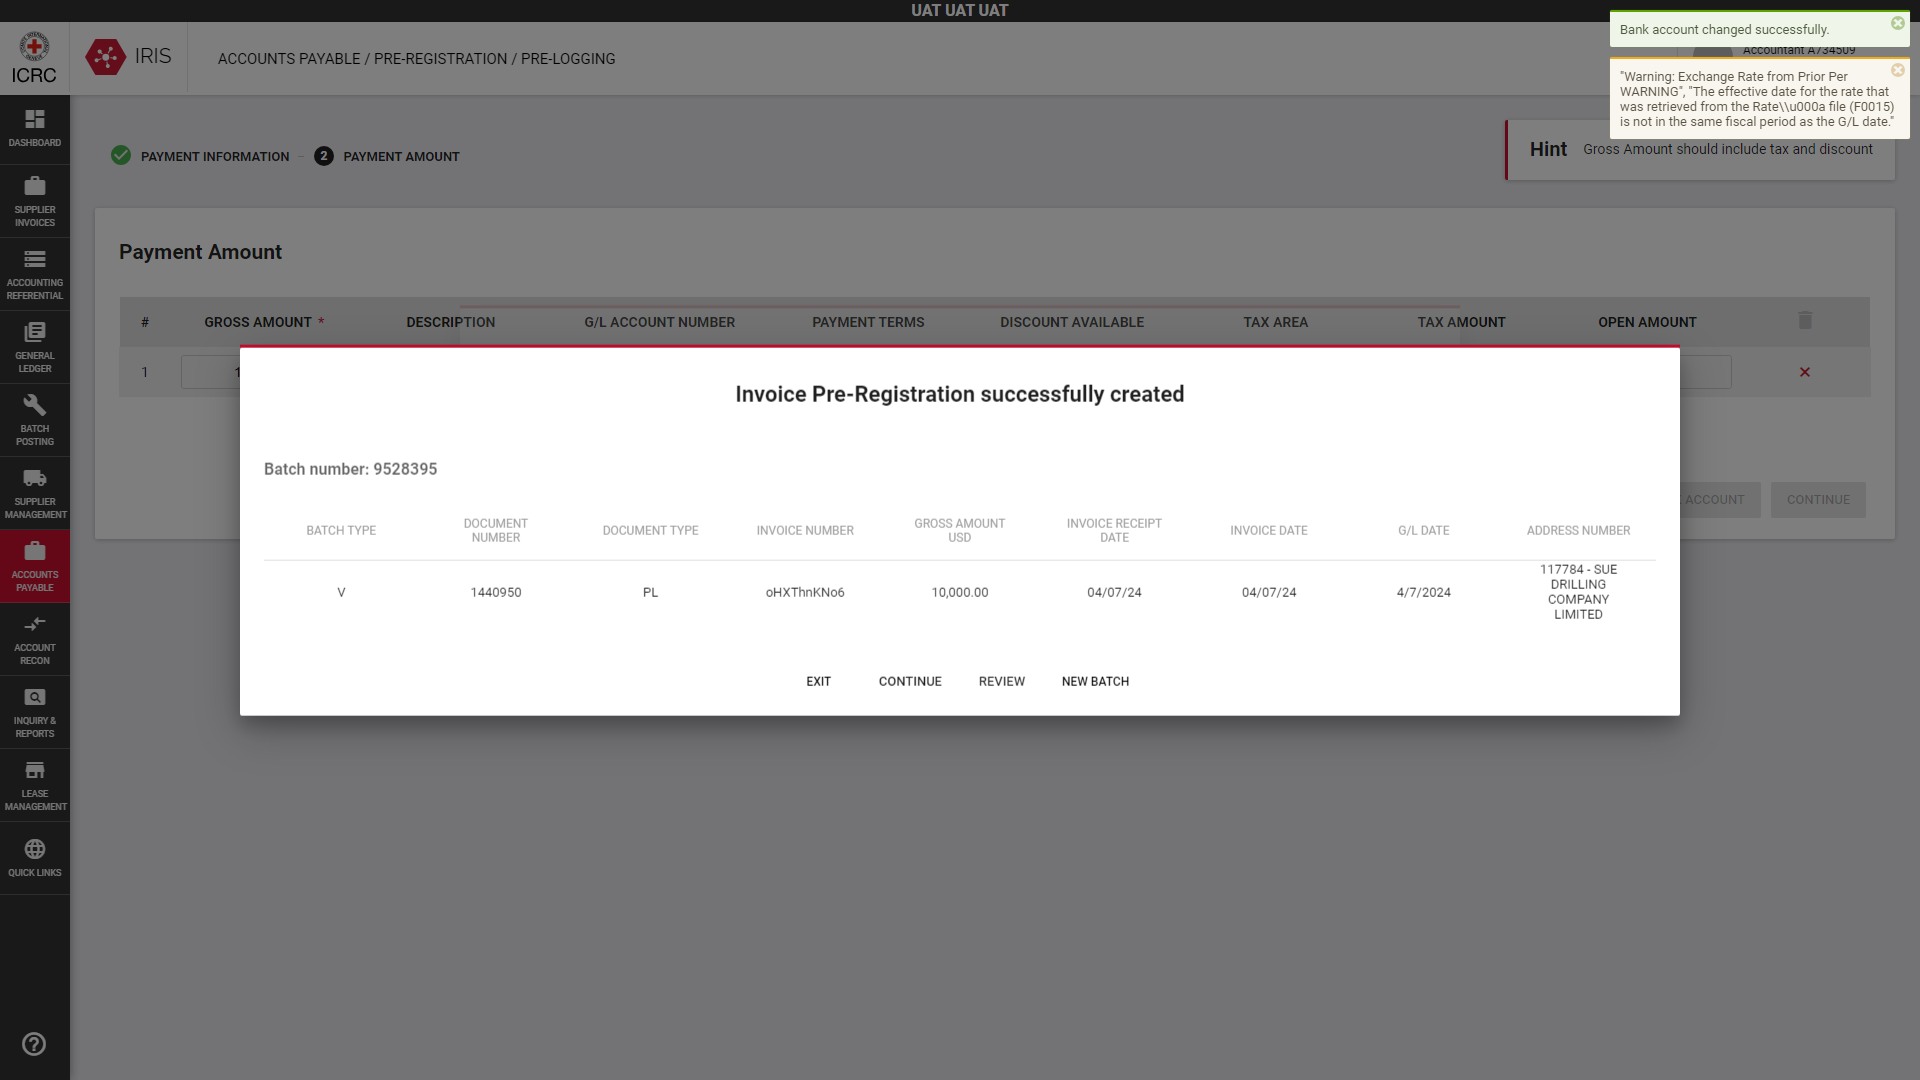 UAT UAT UAT
ICRC
IRIS
ACCOUNTS PAYABLE / PRE-REGISTRATION / PRE-LOGGING
Accountant A734509
Bank account changed successfully.
"Warning: Exchange Rate from Prior Per
WARNING", "The effective date for the rate that
was retrieved from the Rate\\u000a file (F0015)
is not in the same fiscal period as the G/L date."
DASHBOARD
SUPPLIER
INVOICES
ACCOUNTING
REFERENTIAL
GENERAL
LEDGER
BATCH
POSTING
SUPPLIER
MANAGEMENT
ACCOUNTS
PAYABLE
ACCOUNT
RECON
INQUIRY &
REPORTS
LEASE
MANAGEMENT
QUICK LINKS
PAYMENT INFORMATION
2 PAYMENT AMOUNT
Hint Gross Amount should include tax and discount
Payment Amount
# GROSS AMOUNT * DESCRIPTION G/L ACCOUNT NUMBER PAYMENT TERMS DISCOUNT AVAILABLE TAX AREA TAX AMOUNT OPEN AMOUNT
1 1
ACCOUNT CONTINUE
Invoice Pre-Registration successfully created
Batch number: 9528395
BATCH TYPE
DOCUMENT
NUMBER
DOCUMENT TYPE
INVOICE NUMBER
GROSS AMOUNT
USD
INVOICE RECEIPT
DATE
INVOICE DATE
G/L DATE
ADDRESS NUMBER
V
1440950
PL
oHXThnKNo6
10,000.00
04/07/24
04/07/24
4/7/2024
117784 - SUE
DRILLING
COMPANY
LIMITED
EXIT CONTINUE REVIEW NEW BATCH